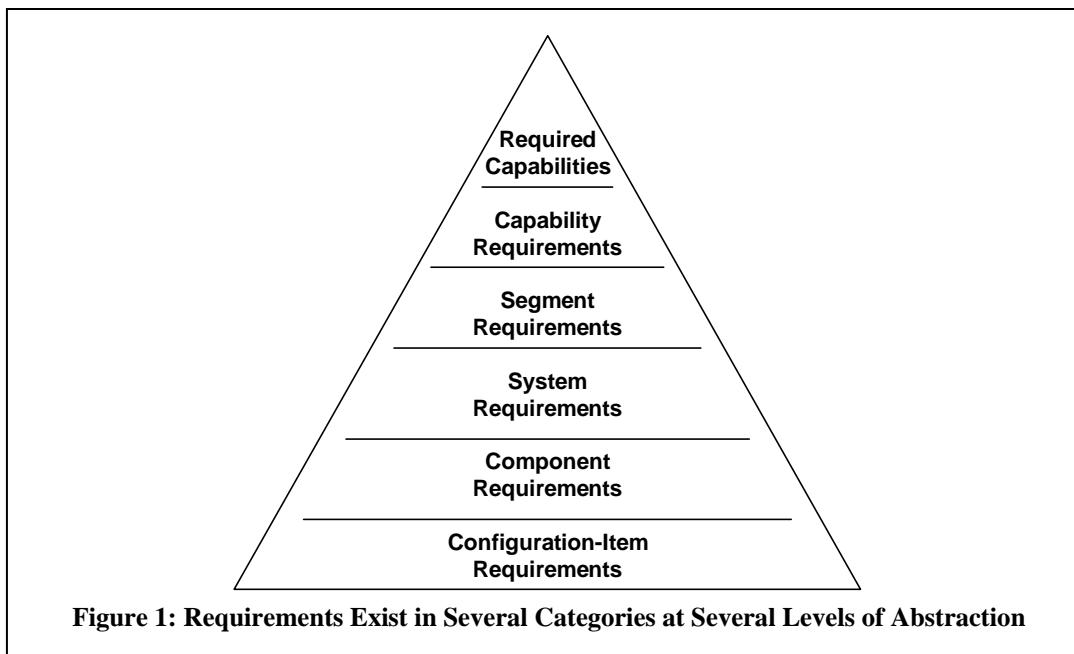 Required
Capabilities
Capability
Requirements
Segment
Requirements
System
Requirements
Component
Requirements
Configuration-Item
Requirements
Figure 1: Requirements Exist in Several Categories at Several Levels of Abstraction